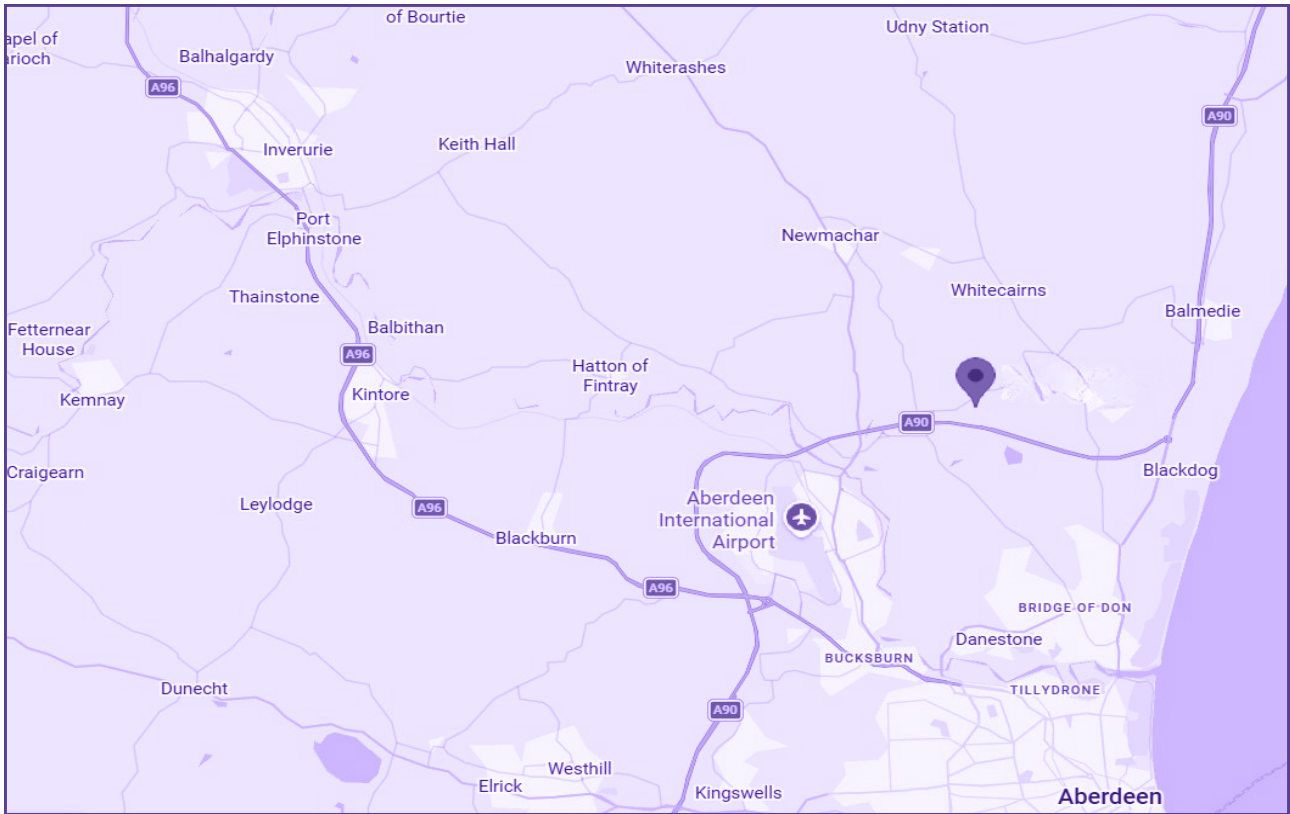 of Bourtie
Udny Station
apel of
arioch
Balhalgardy
Whiterashes
A96
A90
Keith Hall
Inverurie
Port
Elphinstone
Newmachar
Whitecairns
Thainstone
Balmedie
Balbithan
Fetternear
House
A96
Hatton of
Fintray
Kintore
Kemnay
A90
Blackdog
Craigearn
Leylodge
A96
Aberdeen
International
Airport
Blackburn
A96
BRIDGE OF DON
Danestone
BUCKSBURN
Dunecht
TILLYDRONE
A90
Westhill
Elrick
Kingswells
Aberdeen